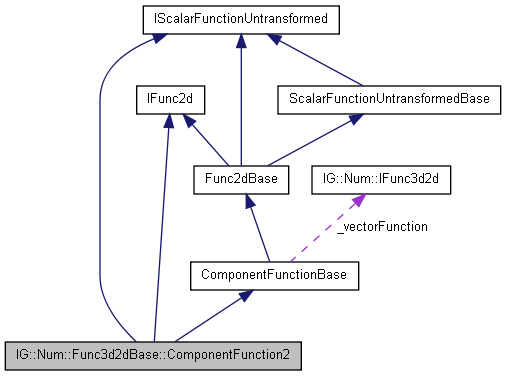 IScalarFunctionUntransformed
IFunc2d
ScalarFunctionUntransformedBase
Func2dBase
IG::Num::IFunc3d2d
_vectorFunction
ComponentFunctionBase
IG::Num::Func3d2dBase::ComponentFunction2